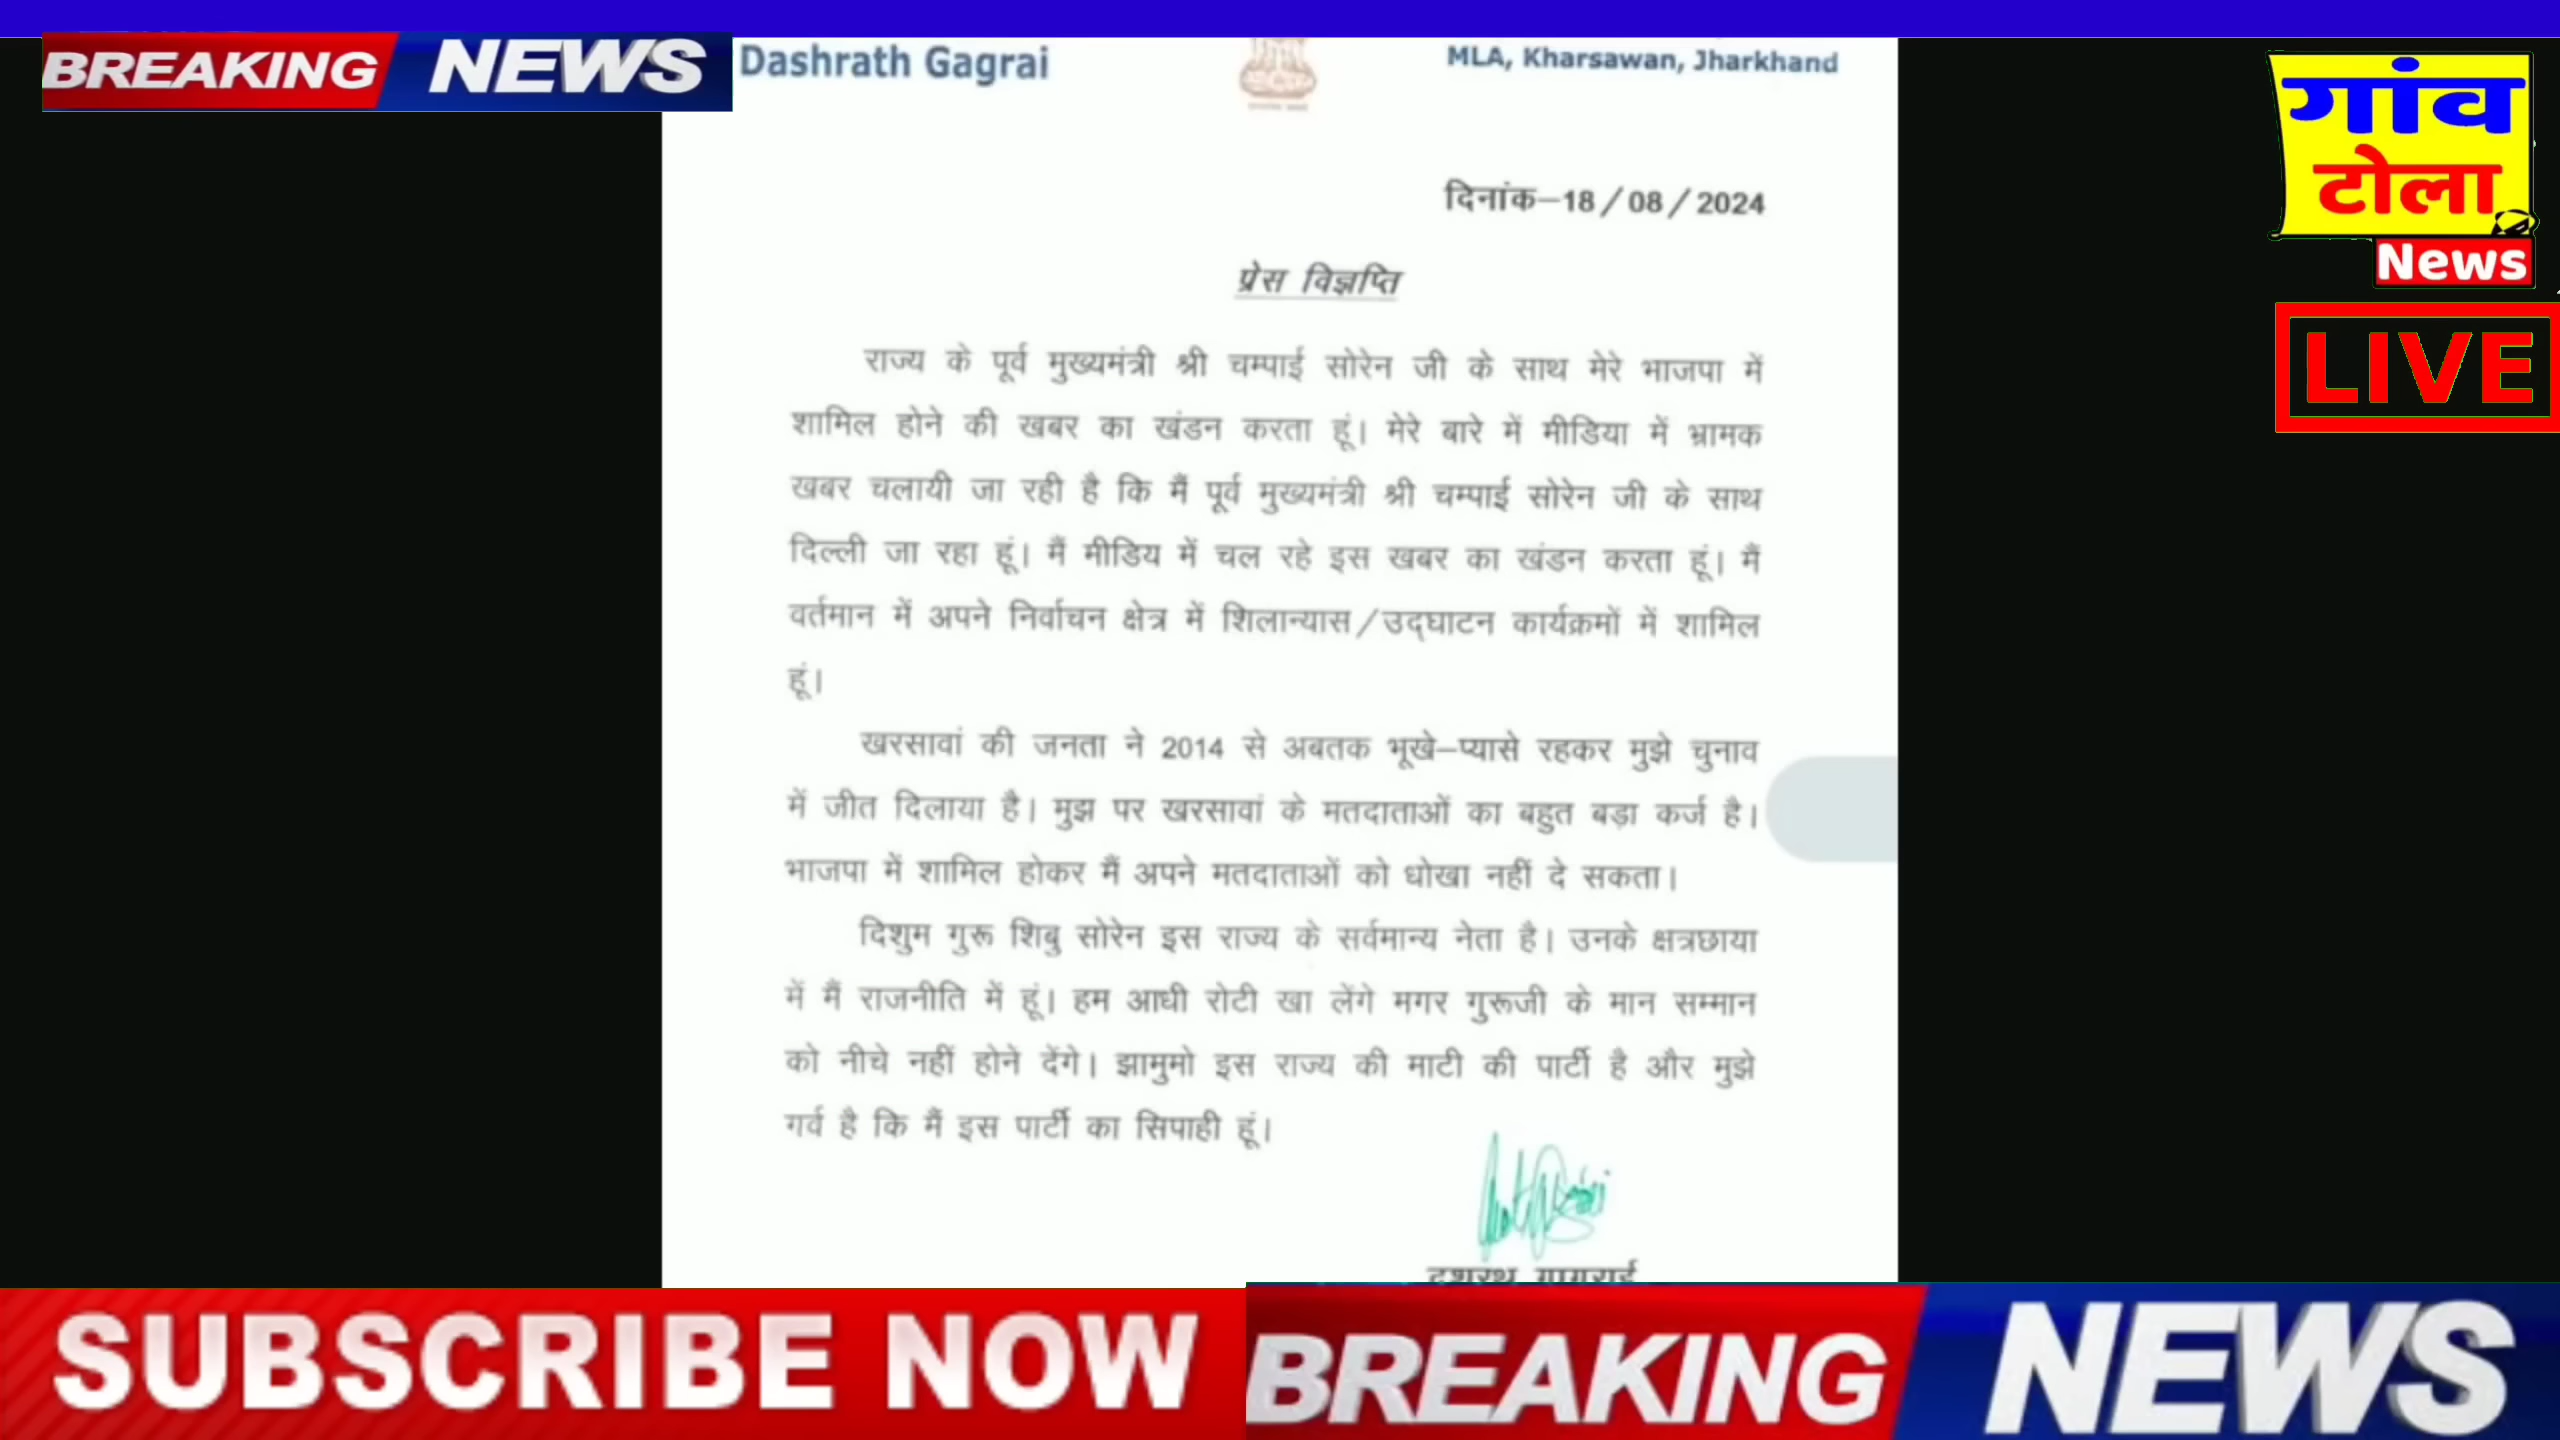 BREAKING NEWS
Dashrath Gagrai
MLA, Kharsawan, Jharkhand
गांव
टोला
News
LIVE
दिनांक–18/08/2024
प्रेस विज्ञप्ति
राज्य के पूर्व मुख्यमंत्री श्री चम्पाई सोरेन जी के साथ मेरे भाजपा में
शामिल होने की खबर का खंडन करता हूं। मेरे बारे में मीडिया में भ्रामक
खबर चलायी जा रही है कि मैं पूर्व मुख्यमंत्री श्री चम्पाई सोरेन जी के साथ
दिल्ली जा रहा हूं। मैं मीडिय में चल रहे इस खबर का खंडन करता हूं। मैं
वर्तमान में अपने निर्वाचन क्षेत्र में शिलान्यास/उद्घाटन कार्यक्रमों में शामिल
हूं।
खरसावां की जनता ने 2014 से अबतक भूखे–प्यासे रहकर मुझे चुनाव
में जीत दिलाया है। मुझ पर खरसावां के मतदाताओं का बहुत बड़ा कर्ज है।
भाजपा में शामिल होकर मैं अपने मतदाताओं को धोखा नहीं दे सकता।
दिशुम गुरू शिबु सोरेन इस राज्य के सर्वमान्य नेता है। उनके क्षत्रछाया
में मैं राजनीति में हूं। हम आधी रोटी खा लेंगे मगर गुरूजी के मान सम्मान
को नीचे नहीं होने देंगे। झामुमो इस राज्य की माटी की पार्टी है और मुझे
गर्व है कि मैं इस पार्टी का सिपाही हूं।
दशरथ गागराई
SUBSCRIBE NOW
BREAKING NEWS